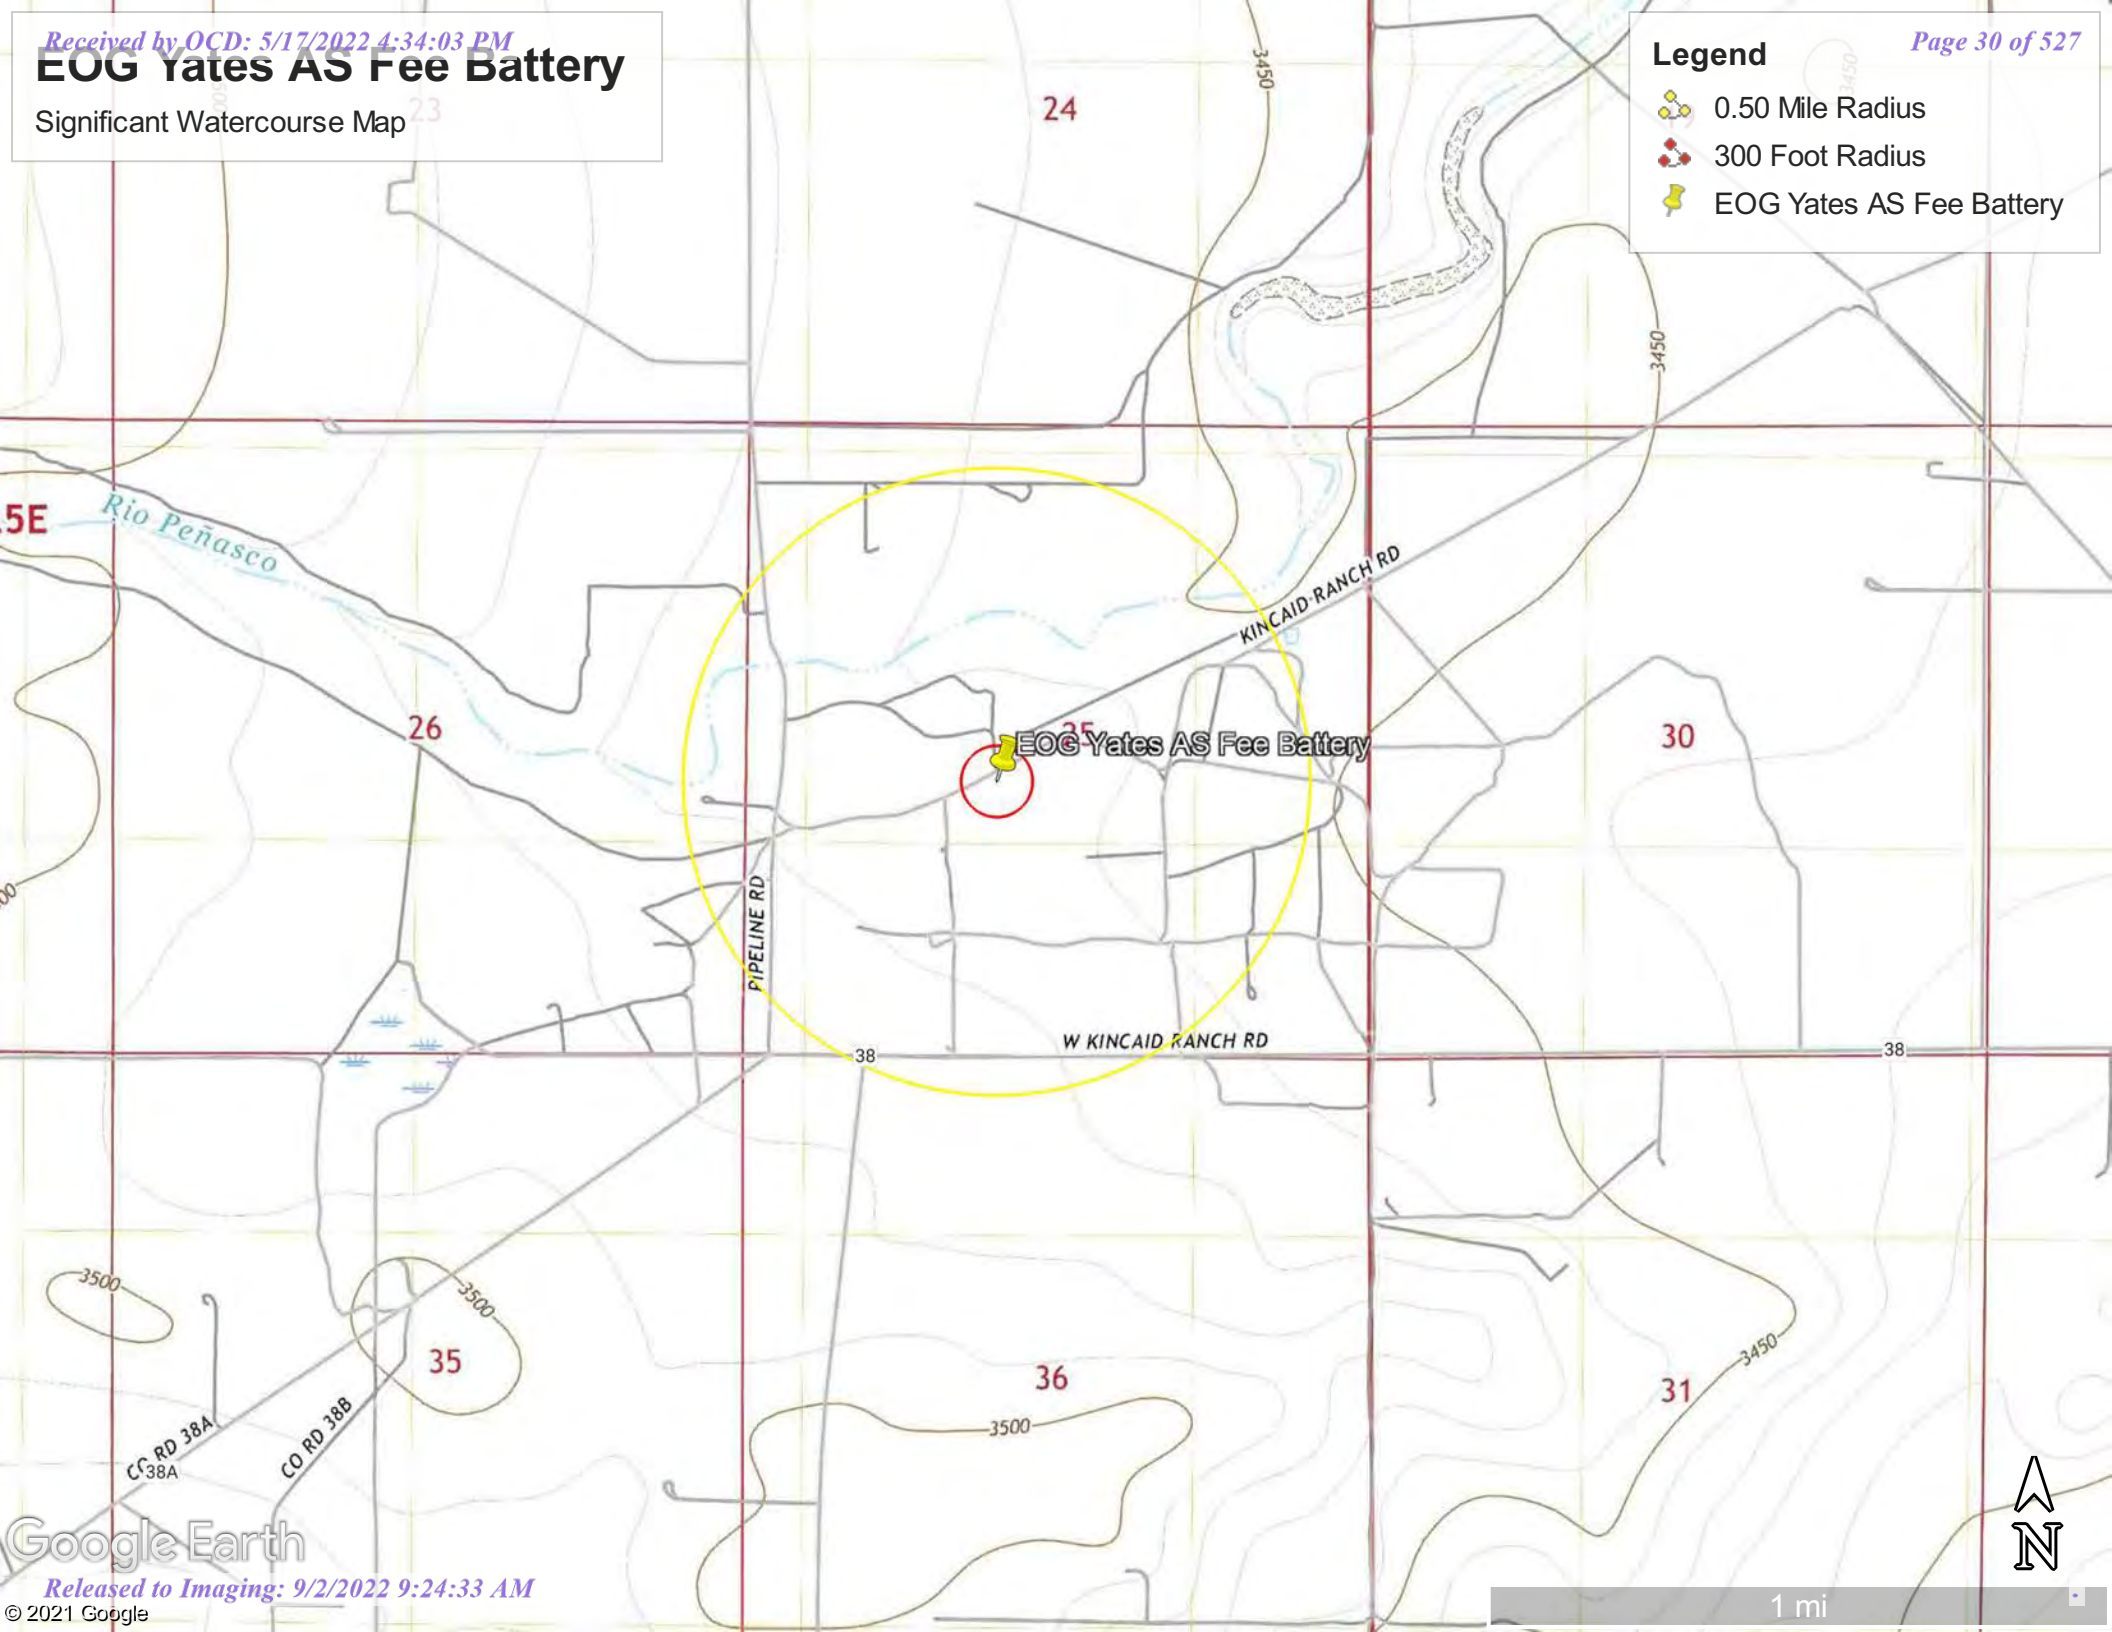 Received by OCD: 5/17/2022 4:34:03 PM
Page 30 of 527
EOG Yates AS Fee Battery
Significant Watercourse Map
Legend
0.50 Mile Radius
300 Foot Radius
EOG Yates AS Fee Battery
23
24
3450
3450
3450
.5E
Rio Peñasco
KINCAID RANCH RD
26
25
EOG Yates AS Fee Battery
30
PIPELINE RD
38
W KINCAID RANCH RD
38
3500
3500
35
36
31
3450
3500
CO RD 38A
38A
CO RD 38B
N
Google Earth
Released to Imaging: 9/2/2022 9:24:33 AM
© 2021 Google
1 mi